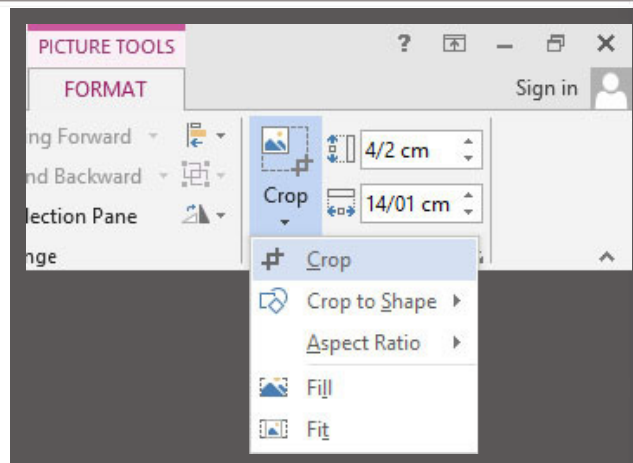 PICTURE TOOLS ?
FORMAT Sign in
ng Forward
nd Backward
lection Pane
nge
Crop
4/2 cm
14/01 cm
Crop
Crop to Shape
Aspect Ratio
Fill
Fit